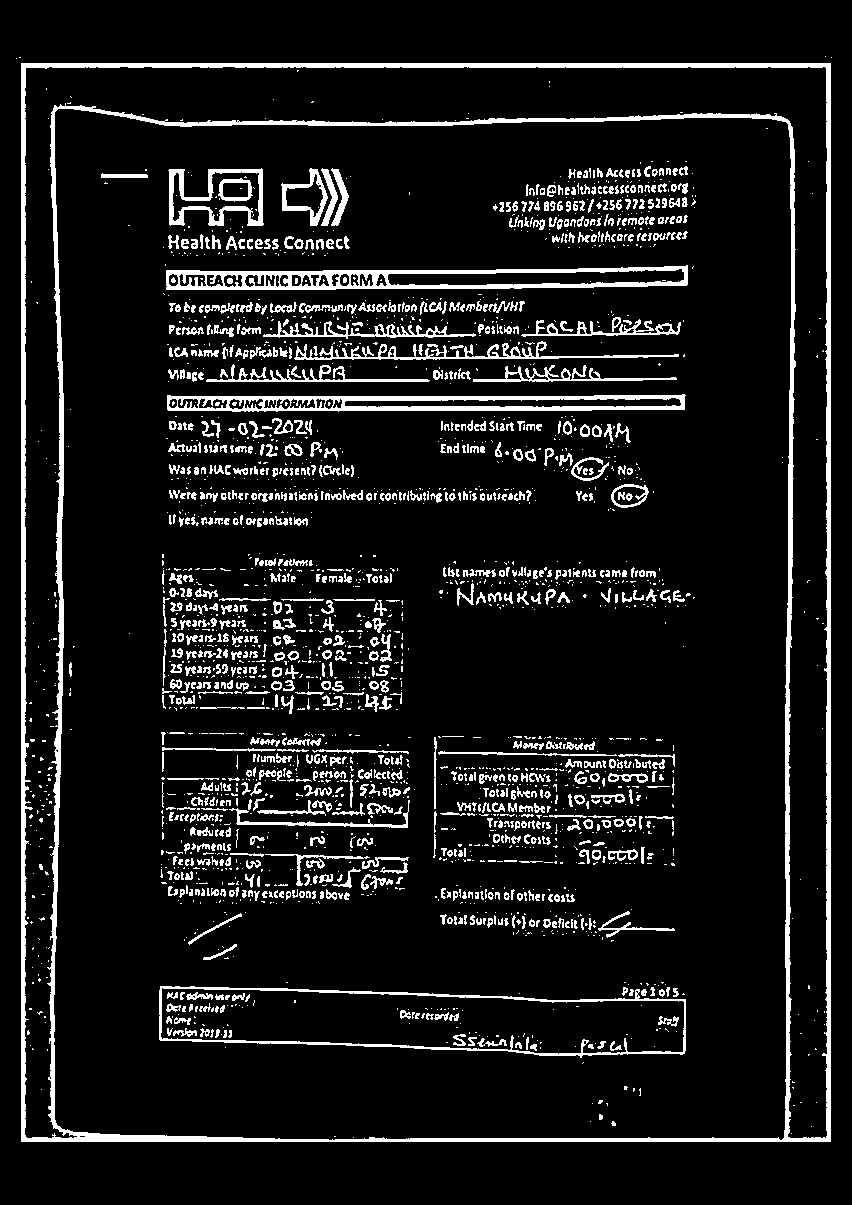 Health Access Connect
info@healthaccessconnect.org
+256 774 896 962 / +256 772 529648
Linking Ugandans in remote areas
with healthcare resources
HA
Health Access Connect
OUTREACH CLINIC DATA FORM A
To be completed by Local Community Association (LCA) Members/VHT
Person filling form KASIRYE Position FOCAL PERSON
LCA name (If Applicable) NAMUKUPA HELTH GROUP
Village NAMUKUPA District MUKONO
OUTREACH CLINIC INFORMATION
Date 27-02-2024 Intended Start Time 10:00AM
Actual start time 12:00 P.M End time 6:00 P.M
Was an HAC worker present? (Circle) Yes No
Were any other organisations involved or contributing to this outreach? Yes No
If yes, name of organisation
Total Patients
Ages Male Female Total
0-28 days
29 days-4 years 02 3 4
5 years-9 years 03 4 07
10 years-18 years 02 02 04
19 years-24 years 00 02 02
25 years-59 years 04 11 15
60 years and up 03 05 08
Total 14 27
List names of village's patients came from
NAMUKUPA VILLAGE
Money Collected
Number of people UGX per person Total Collected
Adults 26 2000 52,000
Children 15 1000 15000
Exceptions:
Reduced payments 00 00 00
Fees waived 00 00 00
Total 41
Explanation of any exceptions above
Money Distributed
Amount Distributed
Total given to HCWs 60,000/=
Total given to VHTs/LCA Member 10,000/=
Transporters 20,000/=
Other Costs
Total 90,000/=
Explanation of other costs
Total Surplus (+) or Deficit (-):
Page 1 of 5
HAC admin use only
Date Received Date recorded Staff
Name
Version 2019-11
Pascal